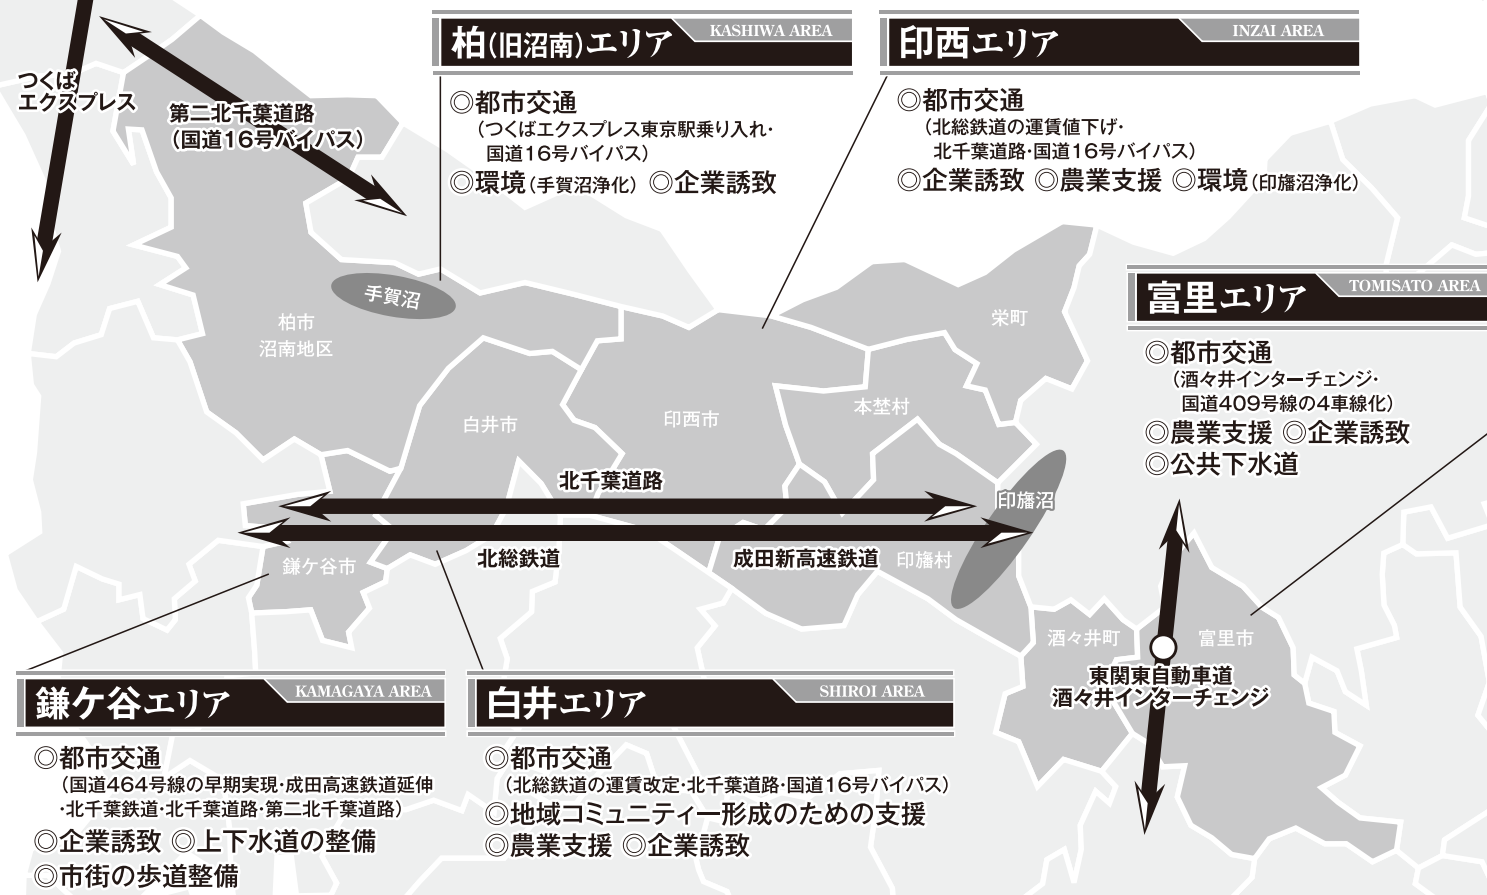 つくば
エクスプレス
第二北千葉道路
（国道16号バイパス）
柏（旧沼南）エリア
KASHIWA AREA
◎都市交通
（つくばエクスプレス東京駅乗り入れ・
国道16号バイパス）
◎環境（手賀沼浄化） ◎企業誘致
印西エリア
INZAI AREA
◎都市交通
（北総鉄道の運賃値下げ・
北千葉道路・国道16号バイパス）
◎企業誘致 ◎農業支援 ◎環境（印旛沼浄化）
富里エリア
TOMISATO AREA
◎都市交通
（酒々井インターチェンジ・
国道409号線の4車線化）
◎農業支援 ◎企業誘致
◎公共下水道
手賀沼
柏市
沼南地区
白井市
印西市
栄町
本埜村
印旛沼
北千葉道路
北総鉄道
成田新高速鉄道
印旛村
鎌ケ谷市
酒々井町
富里市
東関東自動車道
酒々井インターチェンジ
鎌ケ谷エリア
KAMAGAYA AREA
◎都市交通
（国道464号線の早期実現・成田高速鉄道延伸
・北千葉鉄道・北千葉道路・第二北千葉道路）
◎企業誘致 ◎上下水道の整備
◎市街の歩道整備
白井エリア
SHIROI AREA
◎都市交通
（北総鉄道の運賃改定・北千葉道路・国道16号バイパス）
◎地域コミュニティー形成のための支援
◎農業支援 ◎企業誘致